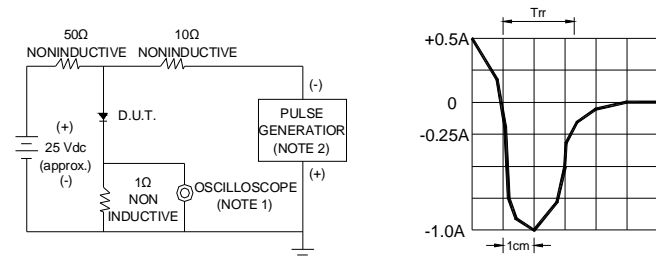 50Ω
NONINDUCTIVE
10Ω
NONINDUCTIVE
D.U.T.
(+)
25 Vdc
(approx.)
(-)
1Ω
NON
INDUCTIVE
OSCILLOSCOPE
(NOTE 1)
(-)
PULSE
GENERATIOR
(NOTE 2)
(+)
Trr
+0.5A
0
-0.25A
-1.0A
1cm